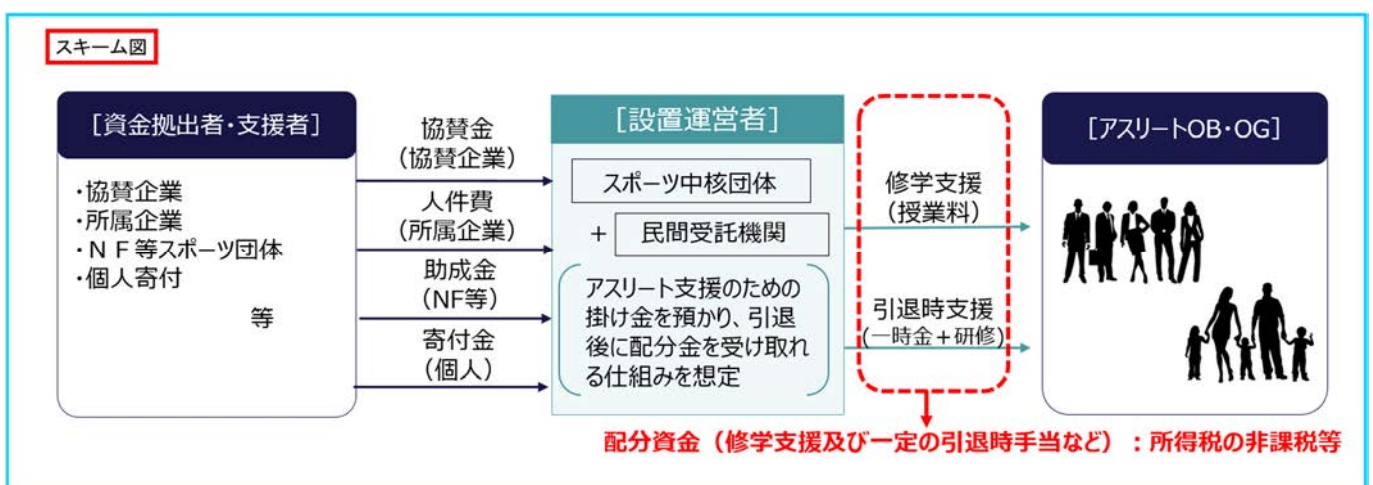 スキーム図
[資金拠出者・支援者]
・協賛企業
・所属企業
・ＮＦ等スポーツ団体
・個人寄付
等
協賛金
(協賛企業)
人件費
(所属企業)
助成金
(NF等)
寄付金
(個人)
[設置運営者]
スポーツ中核団体
+ 民間受託機関
アスリート支援のための
掛け金を預かり、引退
後に配分金を受け取れ
る仕組みを想定
修学支援
(授業料)
引退時支援
(一時金＋研修)
[アスリートOB・OG]
配分資金（修学支援及び一定の引退時手当など）：所得税の非課税等